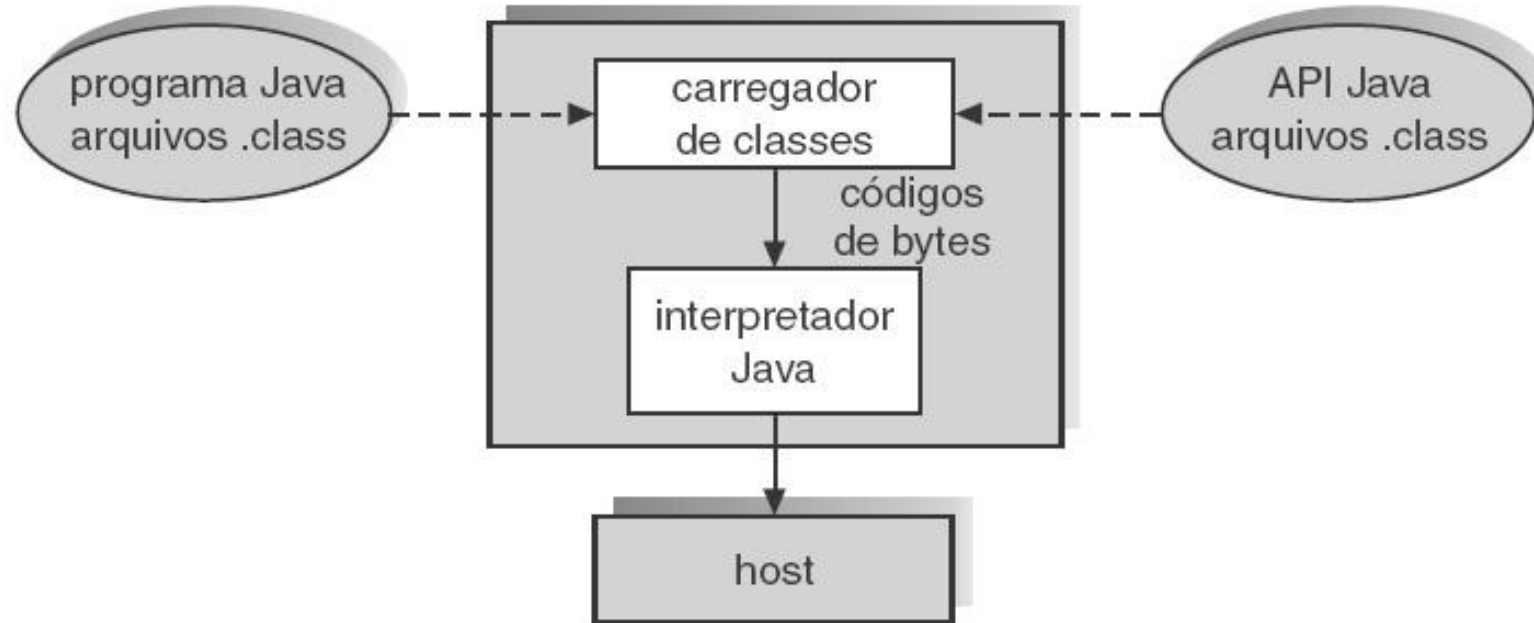 programa Java
arquivos .class
carregador
de classes
API Java
arquivos .class
códigos
de bytes
interpretador
Java
host